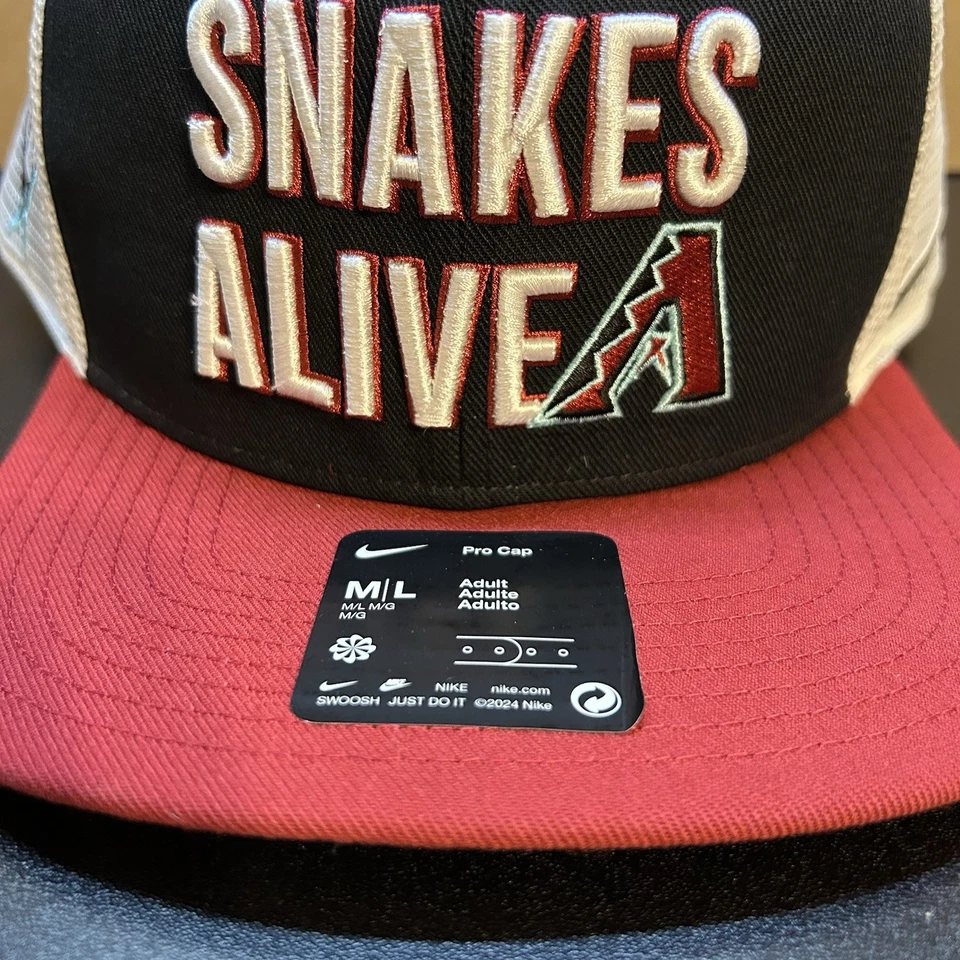 SNAKES
ALIVE A
Pro Cap
M|L
M/L M/G
M/G
Adult
Adulte
Adulto
NIKE nike.com
SWOOSH JUST DO IT ©2024 Nike